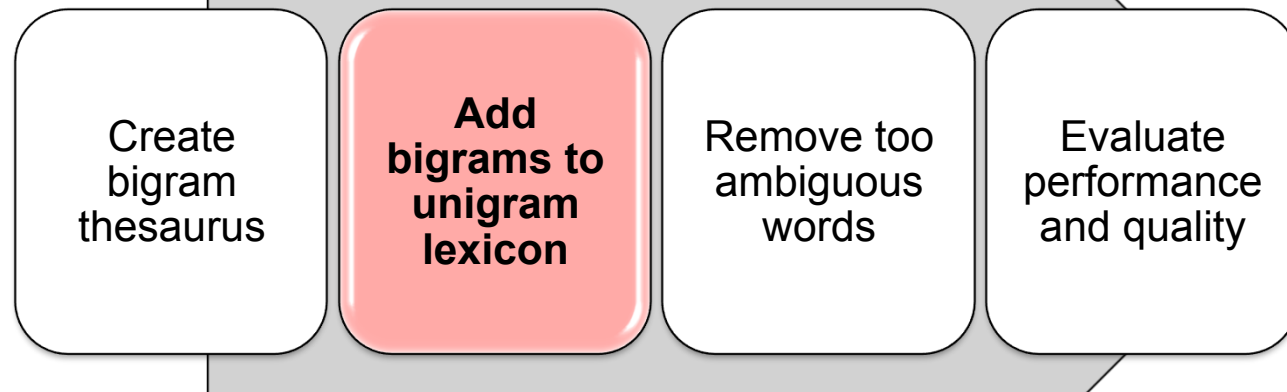 Create
bigram
thesaurus
Add
bigrams to
unigram
lexicon
Remove too
ambiguous
words
Evaluate
performance
and quality